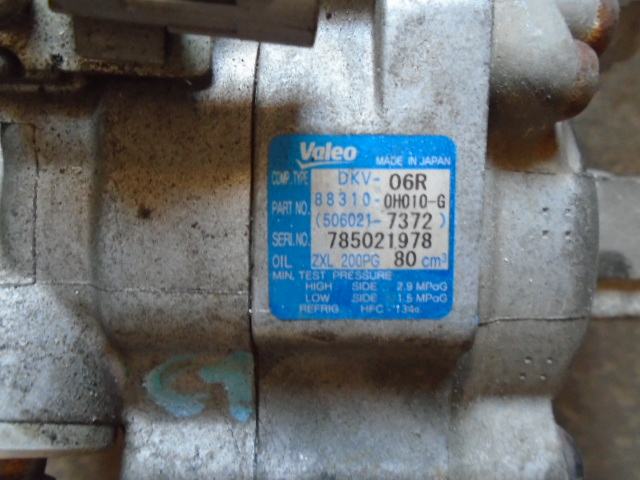 Valeo MADE IN JAPAN
COMP. TYPE DKV-06R
PART NO. 88310-0H010-G
(506021-7372)
SERI.NO. 785021978
OIL ZXL 200PG 80 cm³
MIN. TEST PRESSURE
HIGH SIDE 2.9 MPaG
LOW SIDE 1.5 MPaG
REFRIG HFC-134a